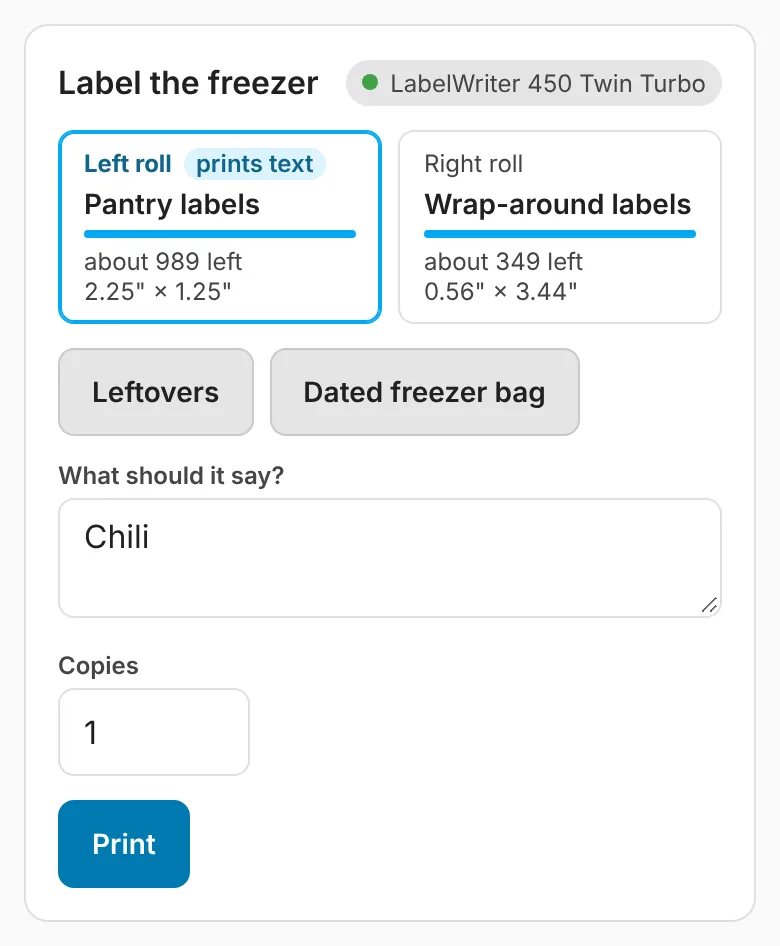 Label the freezer
LabelWriter 450 Twin Turbo
Left roll
prints text
Pantry labels
about 989 left
2.25" × 1.25"
Right roll
Wrap-around labels
about 349 left
0.56" × 3.44"
Leftovers
Dated freezer bag
What should it say?
Chili
Copies
1
Print